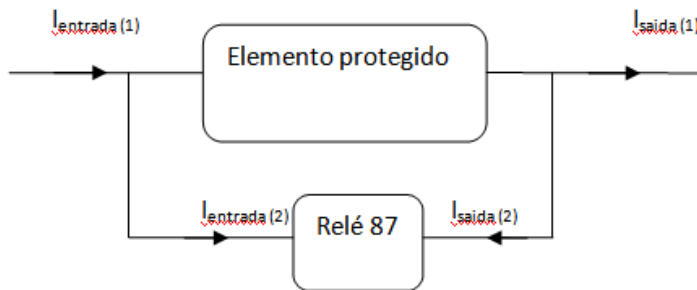 Ientrada (1)
Isaida (1)
Elemento protegido
Ientrada (2)
Relé 87
Isaida (2)